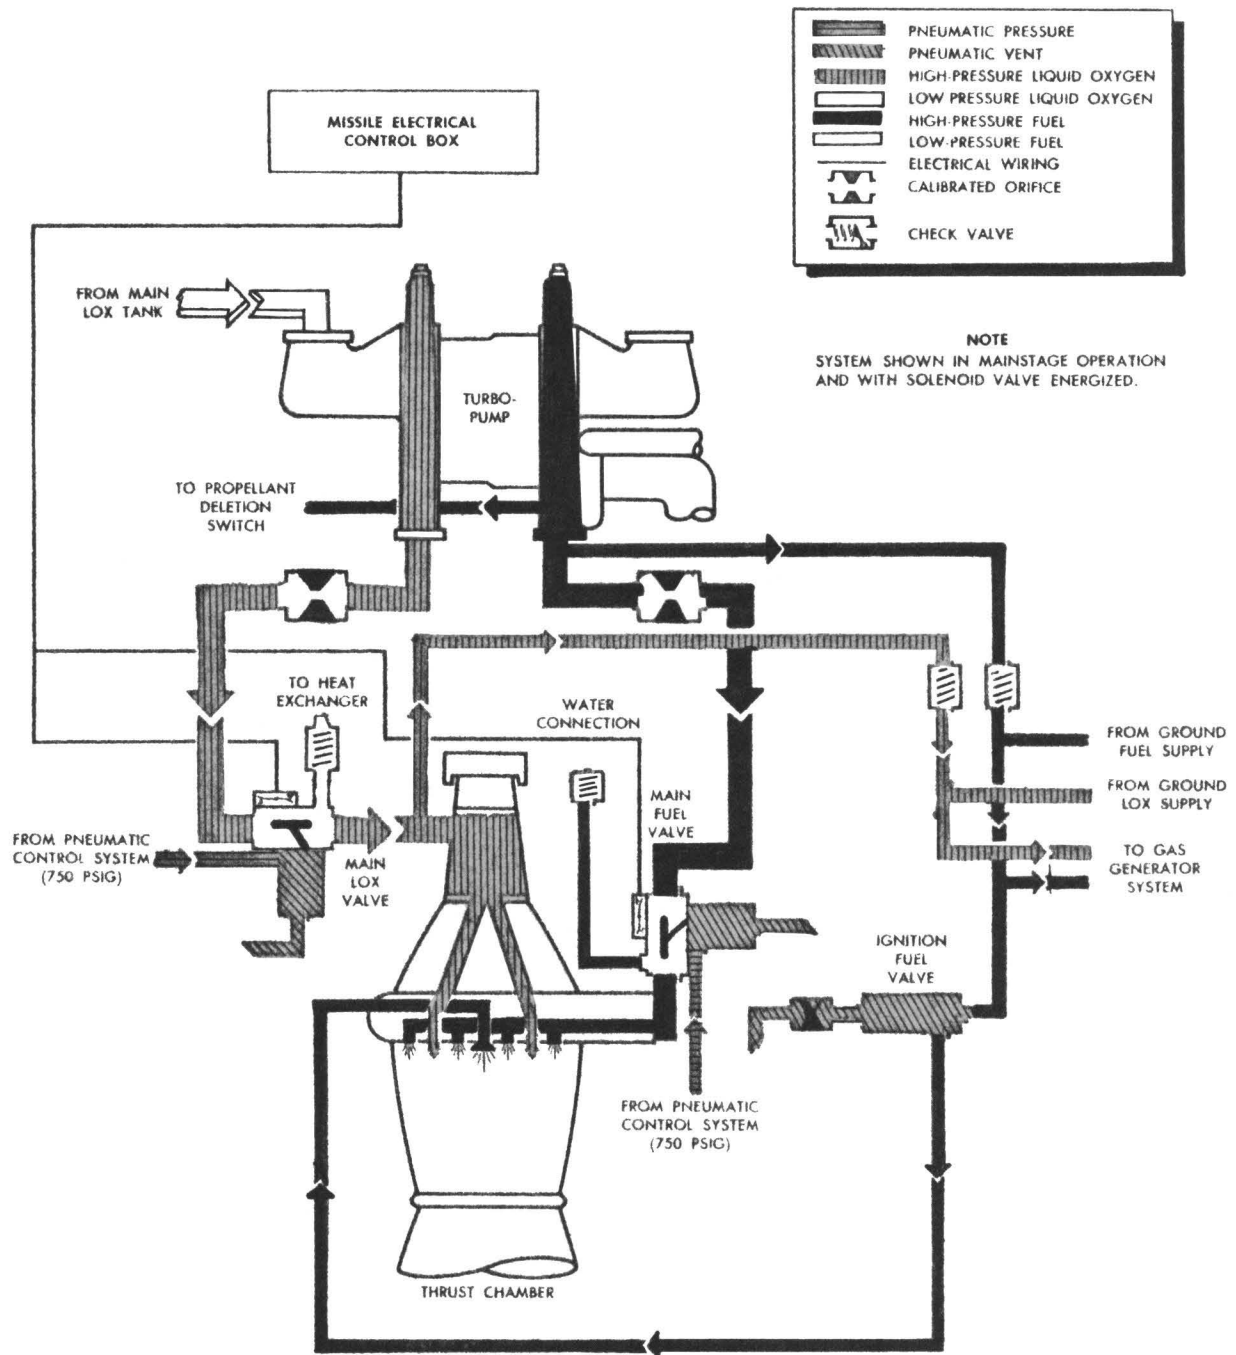 PNEUMATIC PRESSURE
PNEUMATIC VENT
HIGH-PRESSURE LIQUID OXYGEN
LOW PRESSURE LIQUID OXYGEN
HIGH-PRESSURE FUEL
LOW-PRESSURE FUEL
ELECTRICAL WIRING
CALIBRATED ORIFICE
CHECK VALVE
MISSILE ELECTRICAL
CONTROL BOX
FROM MAIN
LOX TANK
NOTE
SYSTEM SHOWN IN MAINSTAGE OPERATION
AND WITH SOLENOID VALVE ENERGIZED.
TURBO-
PUMP
TO PROPELLANT
DELETION
SWITCH
TO HEAT
EXCHANGER
WATER
CONNECTION
FROM GROUND
FUEL SUPPLY
MAIN
FUEL
VALVE
FROM GROUND
LOX SUPPLY
FROM PNEUMATIC
CONTROL SYSTEM
(750 PSIG)
MAIN
LOX
VALVE
TO GAS
GENERATOR
SYSTEM
IGNITION
FUEL
VALVE
FROM PNEUMATIC
CONTROL SYSTEM
(750 PSIG)
THRUST CHAMBER